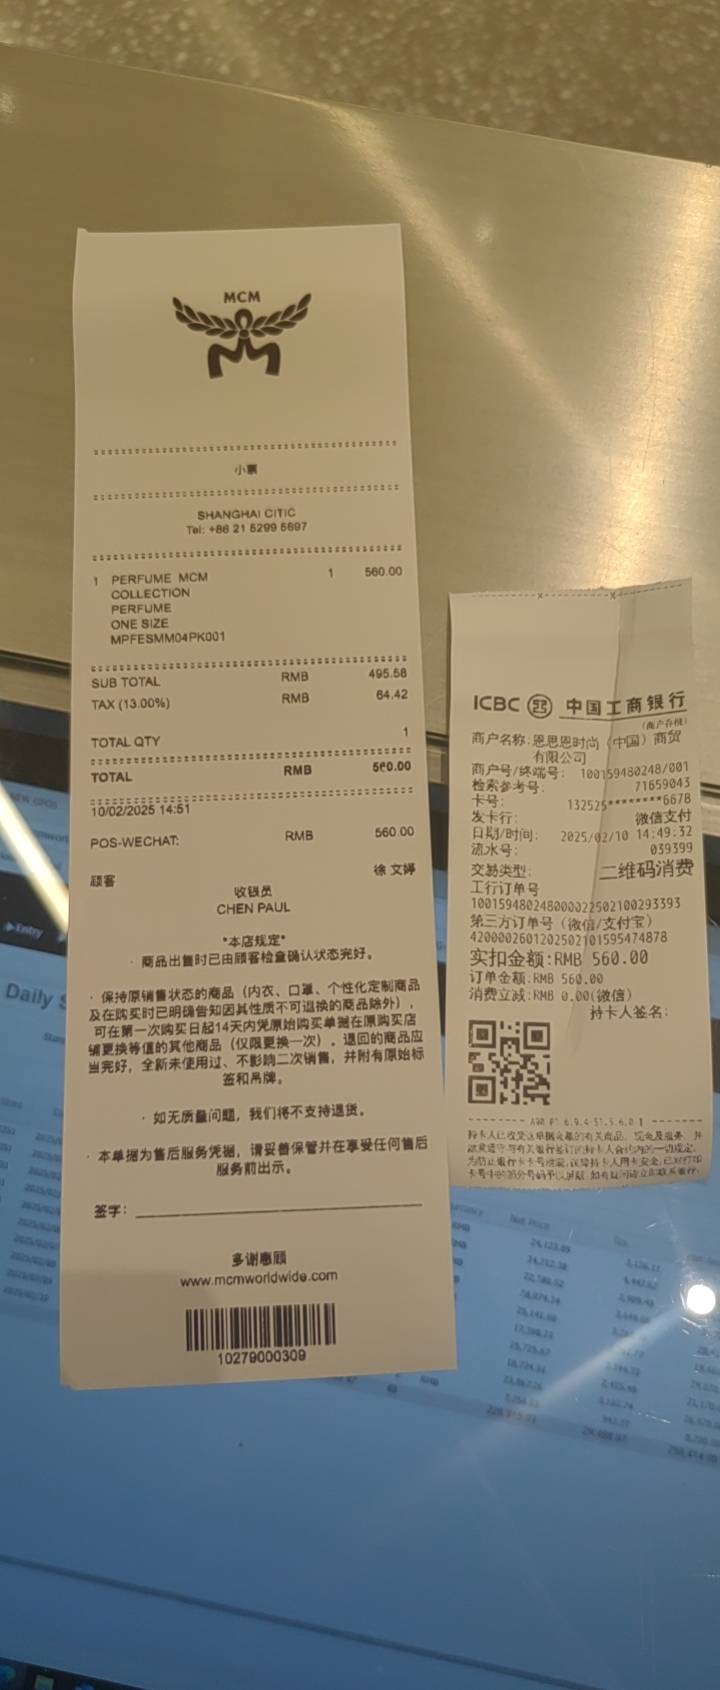 MCM
小票
SHANGHAI CITIC
Tel: +86 21 5299 5697
1 PERFUME MCM 1 560.00
COLLECTION
PERFUME
ONE SIZE
MPFESMM04PK001
SUB TOTAL RMB 495.58
TAX (13.00%) RMB 64.42
TOTAL QTY 1
TOTAL RMB 560.00
10/02/2025 14:51
POS-WECHAT: RMB 560.00
顾客 徐 文婷
收银员
CHEN PAUL
*本店规定*
· 商品出售时已由顾客检查确认状态完好。
· 保持原销售状态的商品（内衣、口罩、个性化定制商品
及在购买时已明确告知因其性质不可退换的商品除外），
可在第一次购买日起14天内凭原始购买单据在原购买店
铺更换等值的其他商品（仅限更换一次）。退回的商品应
当完好，全新未使用过、不影响二次销售，并附有原始标
签和吊牌。
· 如无质量问题，我们将不支持退货。
· 本单据为售后服务凭据，请妥善保管并在享受任何售后
服务前出示。
签字：
多谢惠顾
www.mcmworldwide.com
10279000309
ICBC 中国工商银行
(商户存根)
商户名称:恩思恩时尚（中国）商贸
有限公司
商户号/终端号: 100159480248/001
检索参考号: 71659043
卡号: 132525********6678
发卡行: 微信支付
日期/时间: 2025/02/10 14:49:32
流水号: 039399
交易类型: 二维码消费
工行订单号
10015948024800022502100293393
第三方订单号（微信/支付宝）
4200002601202502101595474878
实扣金额:RMB 560.00
订单金额:RMB 560.00
消费立减:RMB 0.00(微信)
持卡人签名:
Entry
Daily